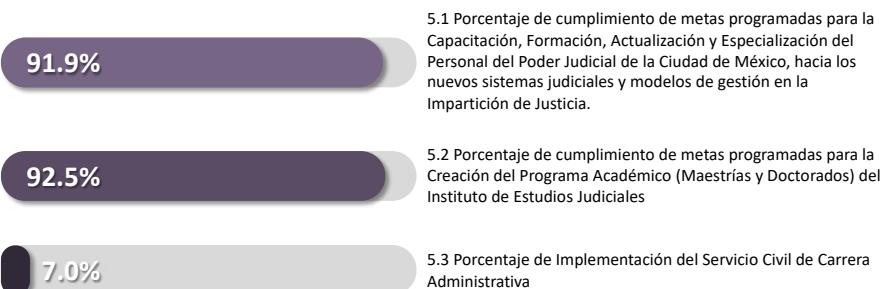 91.9%
5.1 Porcentaje de cumplimiento de metas programadas para la
Capacitación, Formación, Actualización y Especialización del
Personal del Poder Judicial de la Ciudad de México, hacia los
nuevos sistemas judiciales y modelos de gestión en la
Impartición de Justicia.
92.5%
5.2 Porcentaje de cumplimiento de metas programadas para la
Creación del Programa Académico (Maestrías y Doctorados) del
Instituto de Estudios Judiciales
7.0%
5.3 Porcentaje de Implementación del Servicio Civil de Carrera
Administrativa